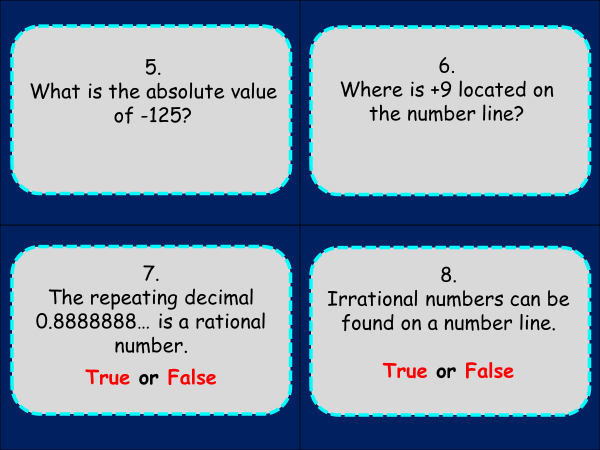 5.
What is the absolute value
of -125?
6.
Where is +9 located on
the number line?
7.
The repeating decimal
0.8888888… is a rational
number.
True or False
8.
Irrational numbers can be
found on a number line.
True or False